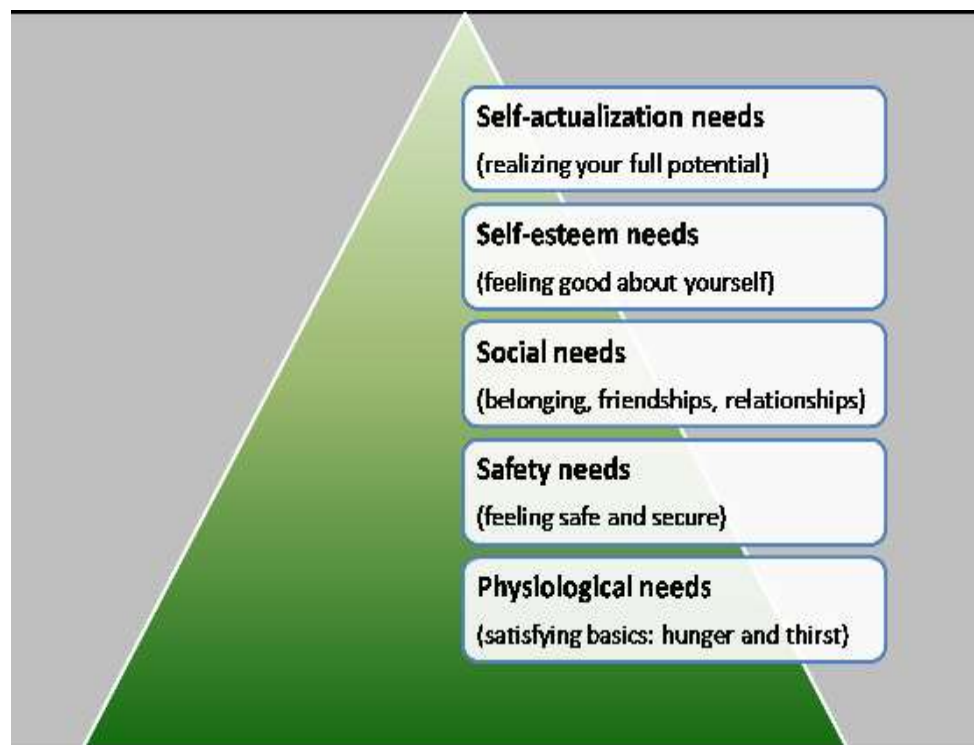 Self-actualization needs
(realizing your full potential)
Self-esteem needs
(feeling good about yourself)
Social needs
(belonging, friendships, relationships)
Safety needs
(feeling safe and secure)
Physiological needs
(satisfying basics: hunger and thirst)